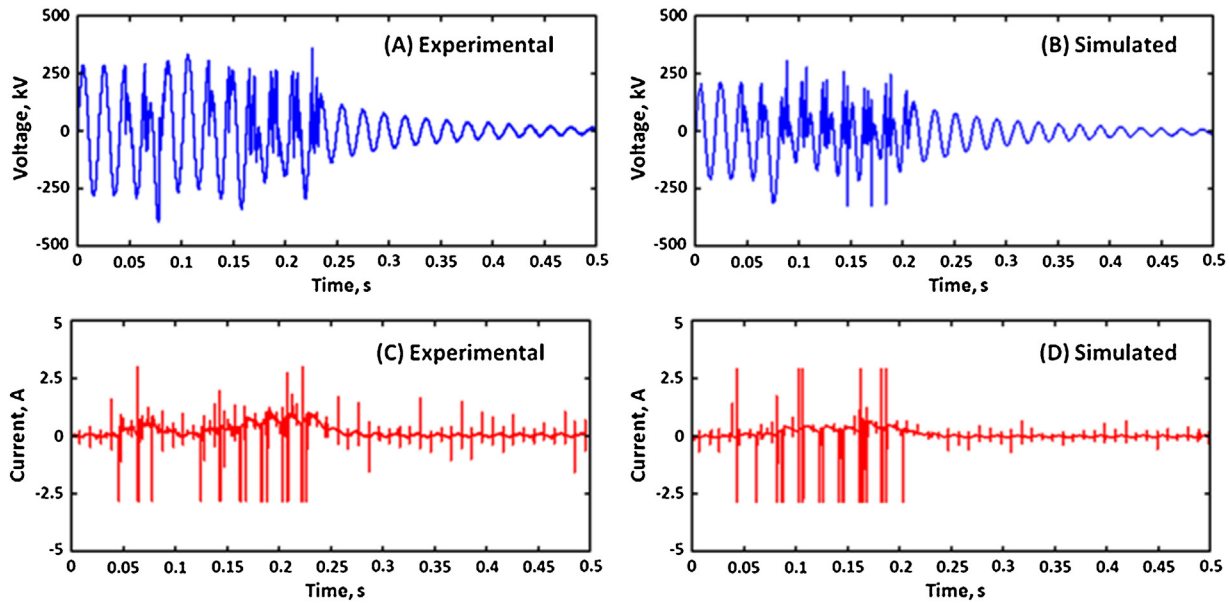 500
250
0
-250
-500
Voltage, kV
(A) Experimental
0 0.05 0.1 0.15 0.2 0.25 0.3 0.35 0.4 0.45 0.5
Time, s
500
250
0
-250
-500
Voltage, kV
(B) Simulated
0 0.05 0.1 0.15 0.2 0.25 0.3 0.35 0.4 0.45 0.5
Time, s
5
2.5
0
-2.5
-5
Current, A
(C) Experimental
0 0.05 0.1 0.15 0.2 0.25 0.3 0.35 0.4 0.45 0.5
Time, s
5
2.5
0
-2.5
-5
Current, A
(D) Simulated
0 0.05 0.1 0.15 0.2 0.25 0.3 0.35 0.4 0.45 0.5
Time, s